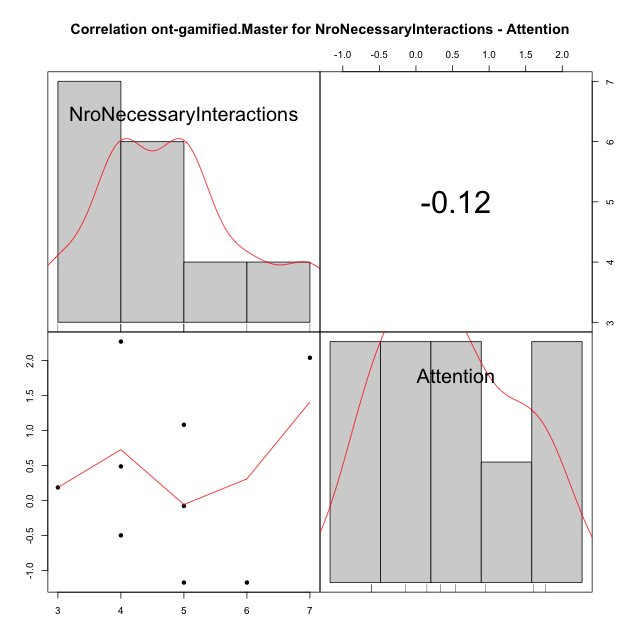 Correlation ont-gamified.Master for NroNecessaryInteractions - Attention
-1.0 -0.5 0.0 0.5 1.0 1.5 2.0
NroNecessaryInteractions
-0.12
7
6
5
4
3
2.0
1.5
1.0
0.5
0.0
-0.5
-1.0
Attention
3 4 5 6 7